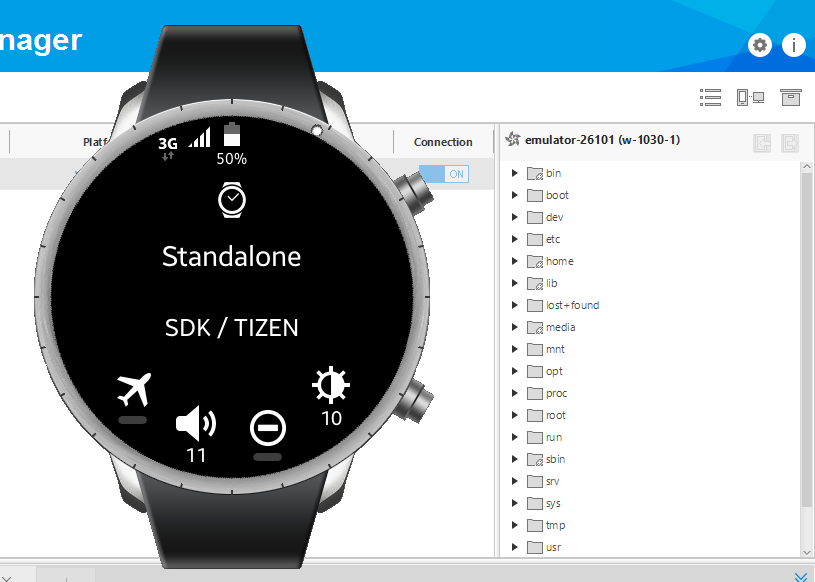 nager
Platf
Connection
ON
emulator-26101 (w-1030-1)
bin
boot
dev
etc
home
lib
lost+found
media
mnt
opt
proc
root
run
sbin
srv
sys
tmp
usr
3G
50%
Standalone
SDK / TIZEN
10
11